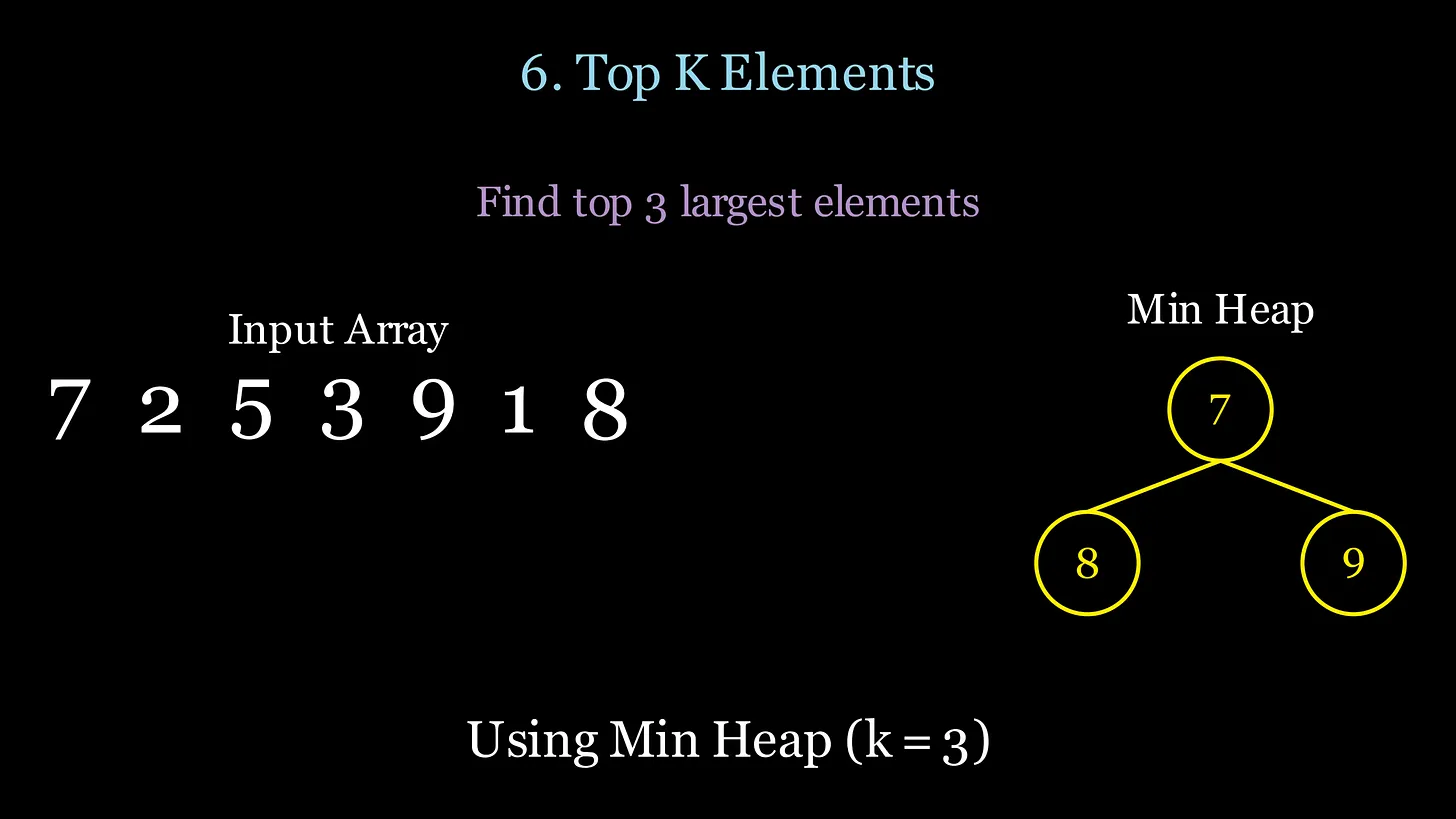 6. Top K Elements
Find top 3 largest elements
Input Array
7 2 5 3 9 1 8
Min Heap
7
8 9
Using Min Heap (k = 3)